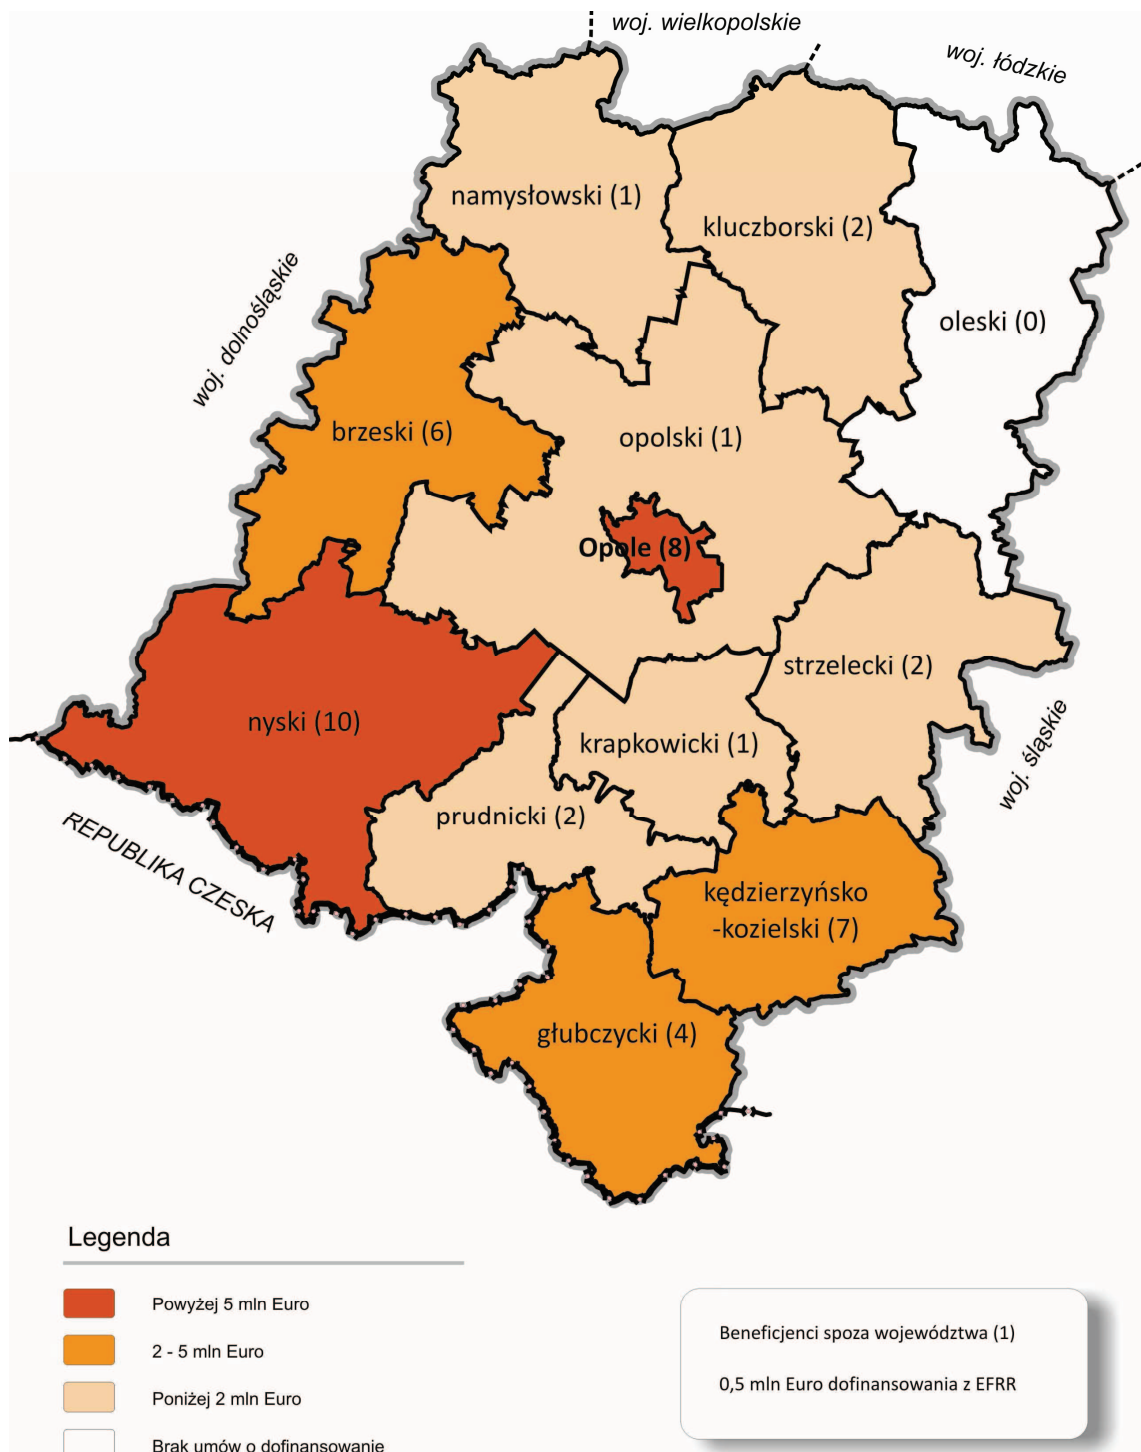 woj. wielkopolskie
woj. łódzkie
namysłowski (1)
kluczborski (2)
woj. dolnośląskie
oleski (0)
brzeski (6)
opolski (1)
Opole (8)
strzelecki (2)
nyski (10)
krapkowicki (1)
woj. śląskie
prudnicki (2)
REPUBLIKA CZESKA
kędzierzyńsko
-kozielski (7)
głubczycki (4)
Legenda
Powyżej 5 mln Euro
2 - 5 mln Euro
Poniżej 2 mln Euro
Brak umów o dofinansowanie
Beneficjenci spoza województwa (1)
0,5 mln Euro dofinansowania z EFRR